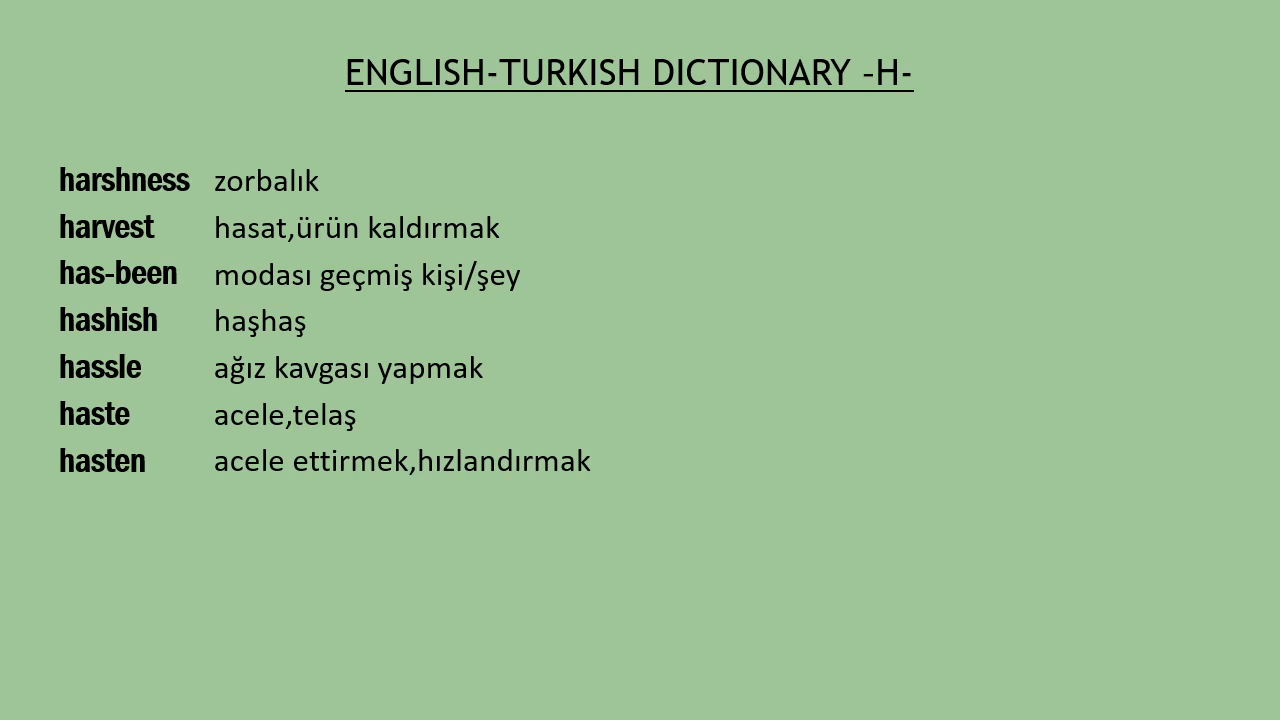 ENGLISH-TURKISH DICTIONARY -H-
harshness zorbalık
harvest hasat,ürün kaldırmak
has-been modası geçmiş kişi/şey
hashish haşhaş
hassle ağız kavgası yapmak
haste acele,telaş
hasten acele ettirmek,hızlandırmak